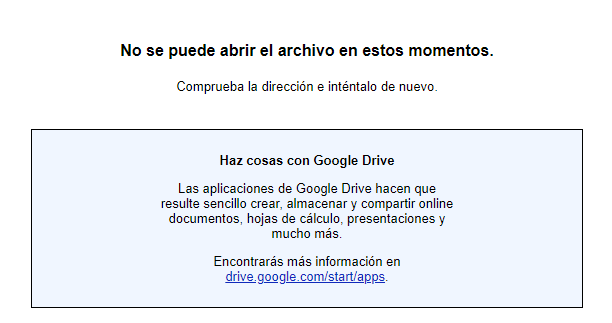 No se puede abrir el archivo en estos momentos.
Comprueba la dirección e inténtalo de nuevo.
Haz cosas con Google Drive
Las aplicaciones de Google Drive hacen que
resulte sencillo crear, almacenar y compartir online
documentos, hojas de cálculo, presentaciones y
mucho más.
Encontrarás más información en
drive.google.com/start/apps.